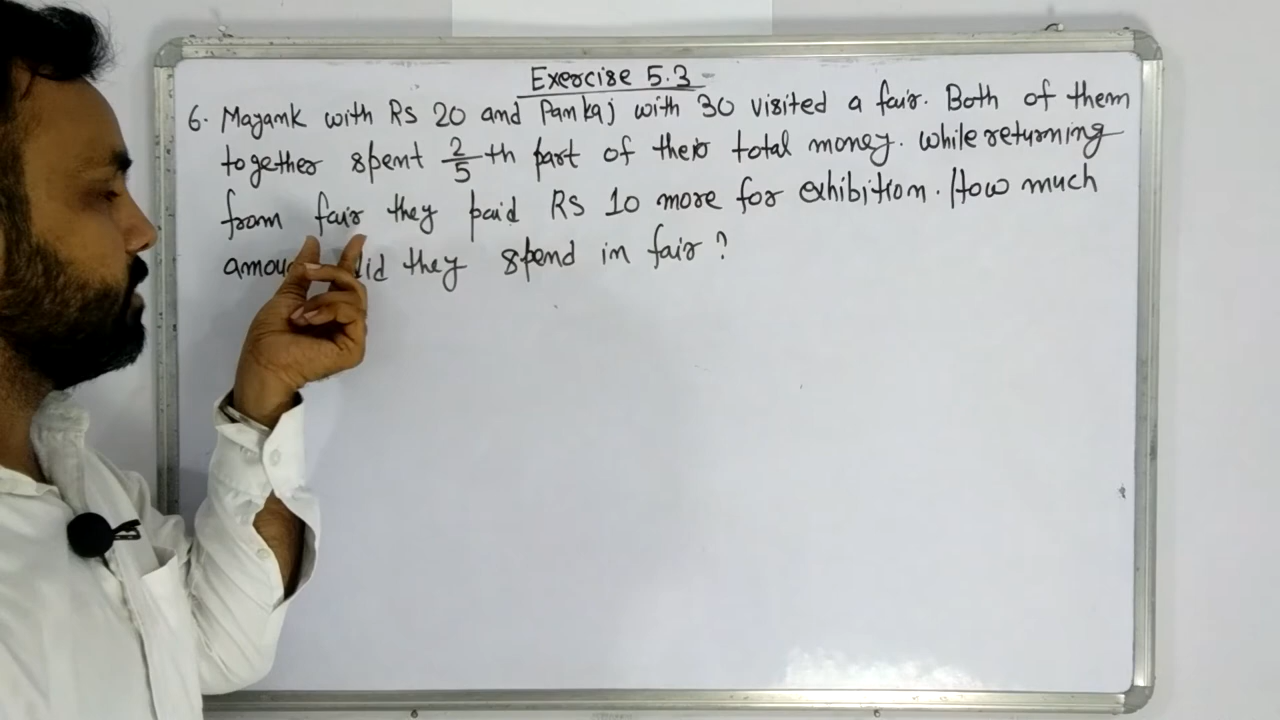 Exercise 5.3
6. Mayank with Rs 20 and Pankaj with 30 visited a fair. Both of them
together spent 2/5 th part of their total money. while returning
from fair they paid RS 10 more for exhibition. How much
did they spend in fair ?